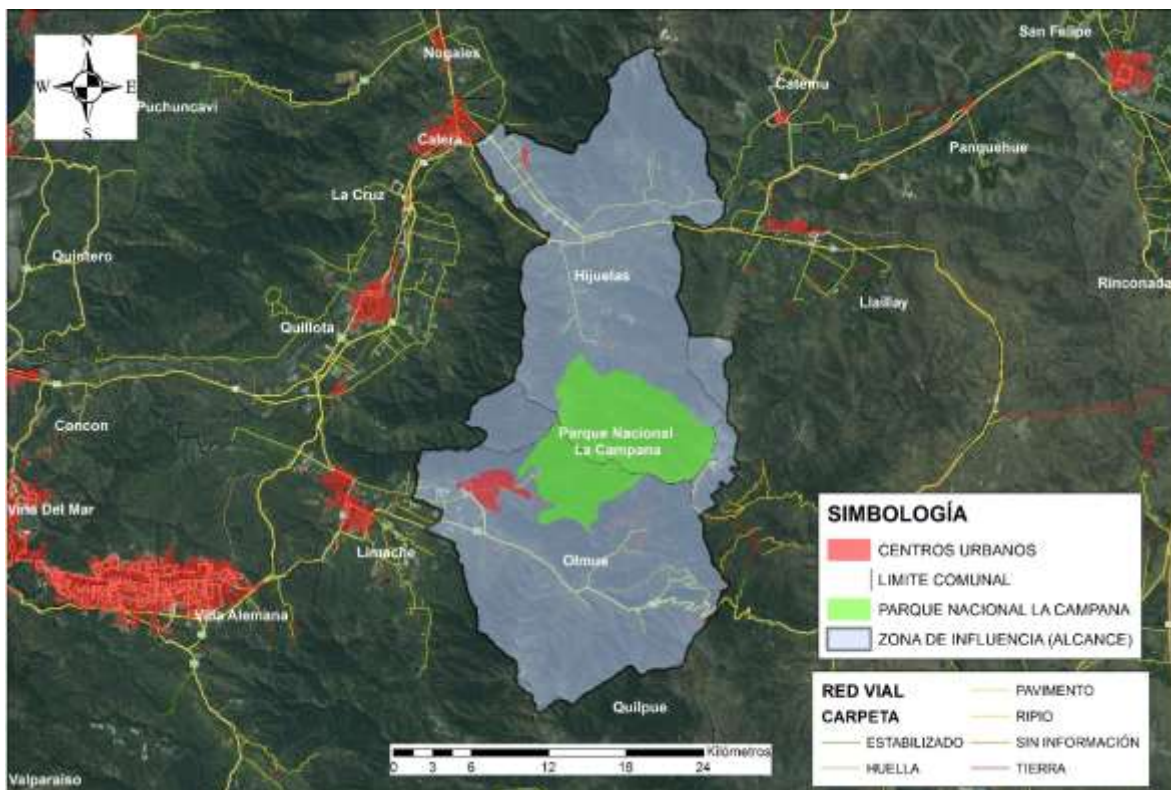 N
W E
S
Nogales
San Felipe
Catemu
Puchuncavi
Calera
Panquehue
La Cruz
Quintero
Hijuelas
Rinconada
Llaillay
Quillota
Concon
Parque Nacional
La Campana
Viña Del Mar
Limache
Olmue
Villa Alemana
Quilpue
Valparaiso
SIMBOLOGÍA
CENTROS URBANOS
LIMITE COMUNAL
PARQUE NACIONAL LA CAMPANA
ZONA DE INFLUENCIA (ALCANCE)
RED VIAL
CARPETA
ESTABILIZADO
HUELLA
PAVIMENTO
RIPIO
SIN INFORMACIÓN
TIERRA
Kilómetros
0 3 6 12 18 24